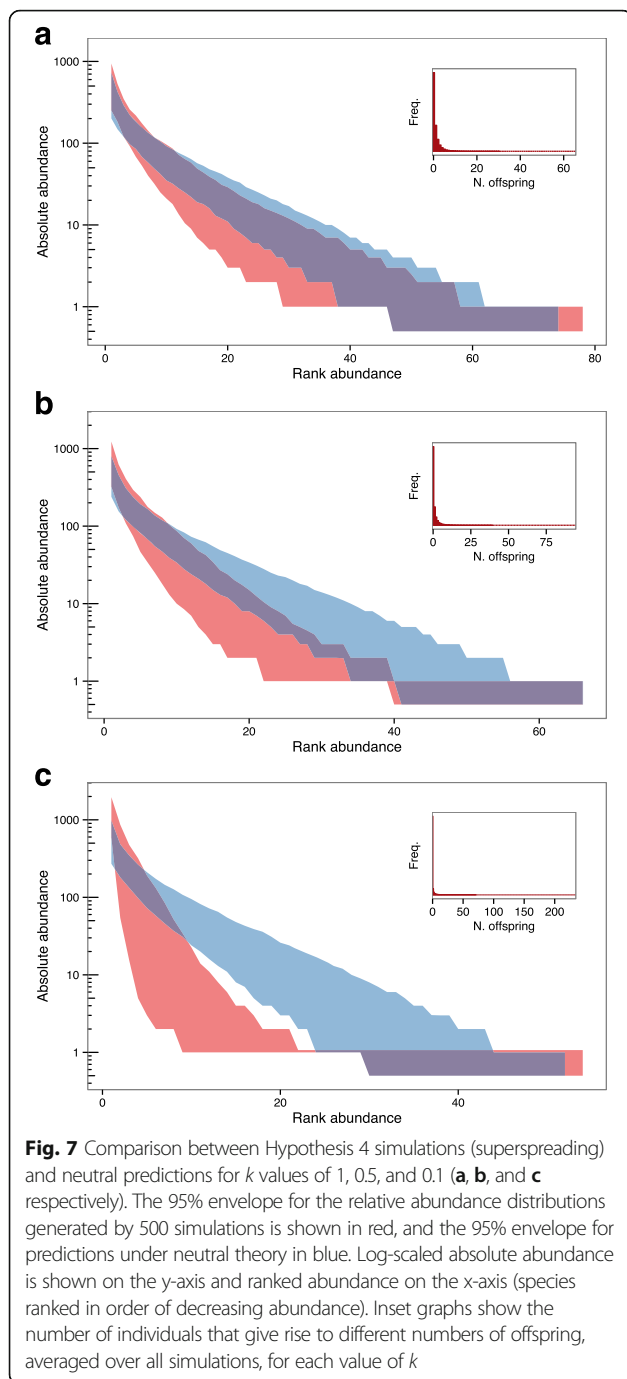 a
1000
100
10
1
Absolute abundance
0 20 40 60 80
Rank abundance
Freq.
0 20 40 60
N. offspring
b
1000
100
10
1
Absolute abundance
0 20 40 60
Rank abundance
Freq.
0 25 50 75
N. offspring
c
1000
100
10
1
Absolute abundance
0 20 40
Rank abundance
Freq.
0 50 100 150 200
N. offspring
Fig. 7 Comparison between Hypothesis 4 simulations (superspreading)
and neutral predictions for k values of 1, 0.5, and 0.1 (a, b, and c
respectively). The 95% envelope for the relative abundance distributions
generated by 500 simulations is shown in red, and the 95% envelope for
predictions under neutral theory in blue. Log-scaled absolute abundance
is shown on the y-axis and ranked abundance on the x-axis (species
ranked in order of decreasing abundance). Inset graphs show the
number of individuals that give rise to different numbers of offspring,
averaged over all simulations, for each value of k